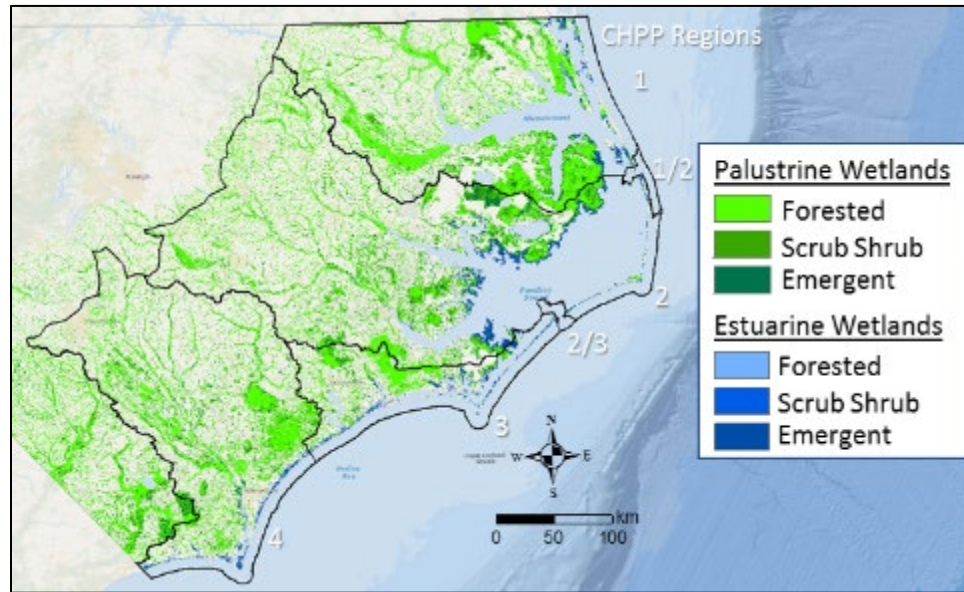 CHPP Regions
1
1/2
Palustrine Wetlands
Forested
Scrub Shrub
Emergent
2
Estuarine Wetlands
2/3
Forested
Scrub Shrub
Emergent
3
N
W
E
S
km
0 50 100
4